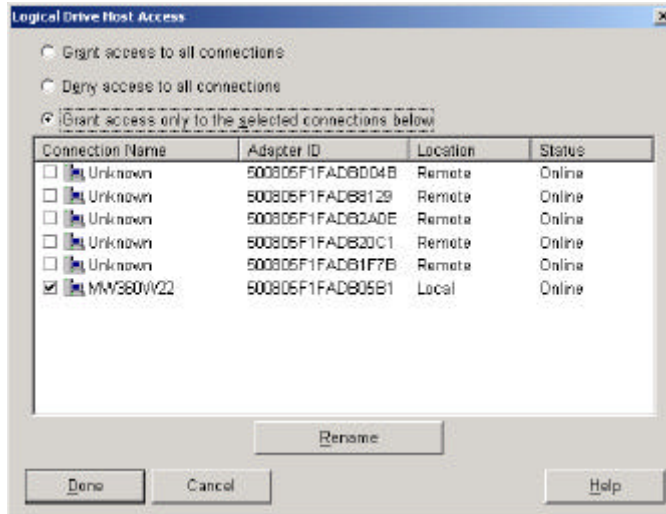 Logical Drive Host Access
Grant access to all connections
Deny access to all connections
Grant access only to the selected connections below
Connection Name Adapter ID Location Status
Unknown 500805F1FADBD04B Remote Online
Unknown 500805F1FADB8129 Remote Online
Unknown 500805F1FADB2A0E Remote Online
Unknown 500805F1FADB20C1 Remote Online
Unknown 500805F1FADB1F7B Remote Online
MW360W22 500805F1FADB05B1 Local Online
Rename
Done Cancel Help